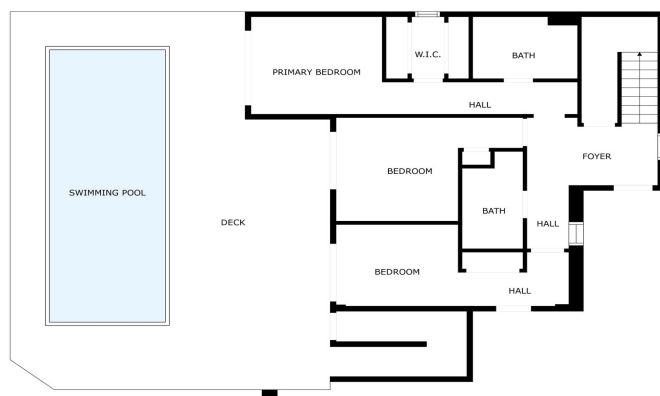 W.I.C.
BATH
PRIMARY BEDROOM
HALL
FOYER
BEDROOM
SWIMMING POOL
BATH
DECK
HALL
BEDROOM
HALL